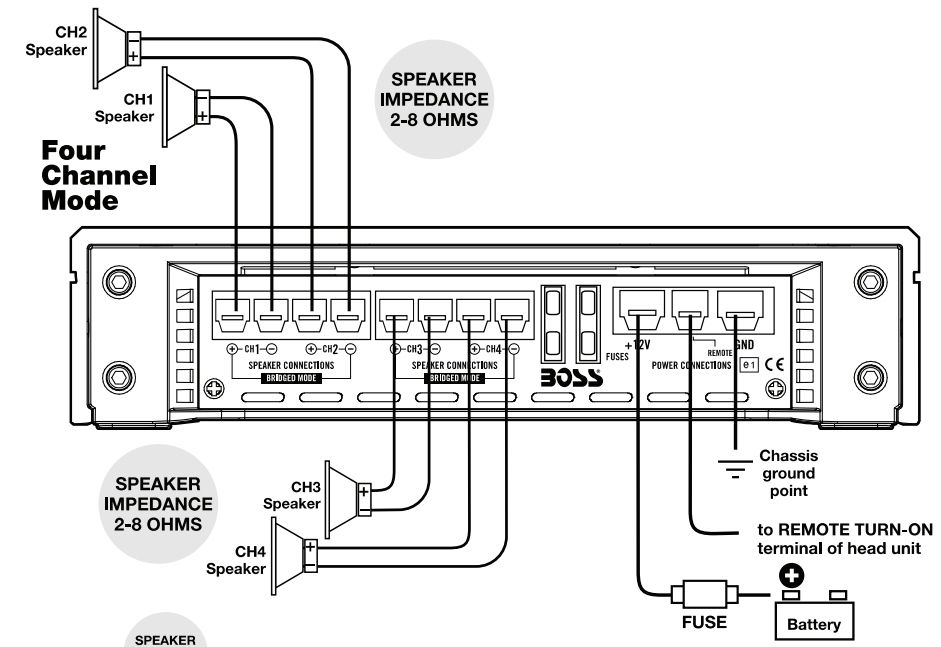 CH2
Speaker
CH1
Speaker
SPEAKER
IMPEDANCE
2-8 OHMS
Four
Channel
Mode
CH1
CH2
CH3
CH4
SPEAKER CONNECTIONS
BRIDGED MODE
SPEAKER CONNECTIONS
BRIDGED MODE
BOSS
FUSES
+12V
REMOTE
GND
POWER CONNECTIONS
e1
CE
SPEAKER
IMPEDANCE
2-8 OHMS
CH3
Speaker
CH4
Speaker
Chassis
ground
point
to REMOTE TURN-ON
terminal of head unit
FUSE
Battery
SPEAKER